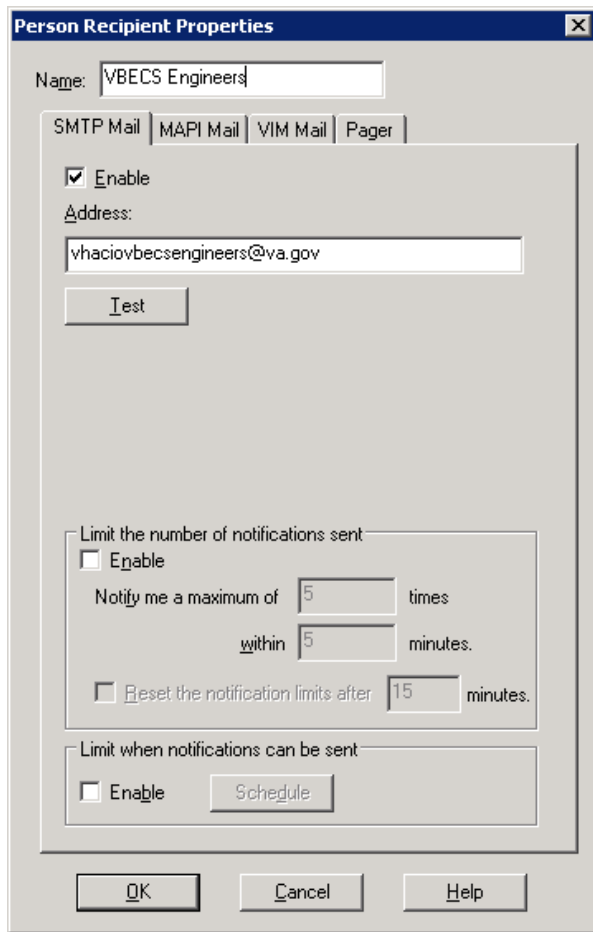 Person Recipient Properties
Name: VBECS Engineers
SMTP Mail MAPI Mail VIM Mail Pager
Enable
Address:
vhaciovbecsengineers@va.gov
Test
Limit the number of notifications sent
Enable
Notify me a maximum of 5 times
within 5 minutes.
Reset the notification limits after 15 minutes.
Limit when notifications can be sent
Enable Schedule
OK Cancel Help